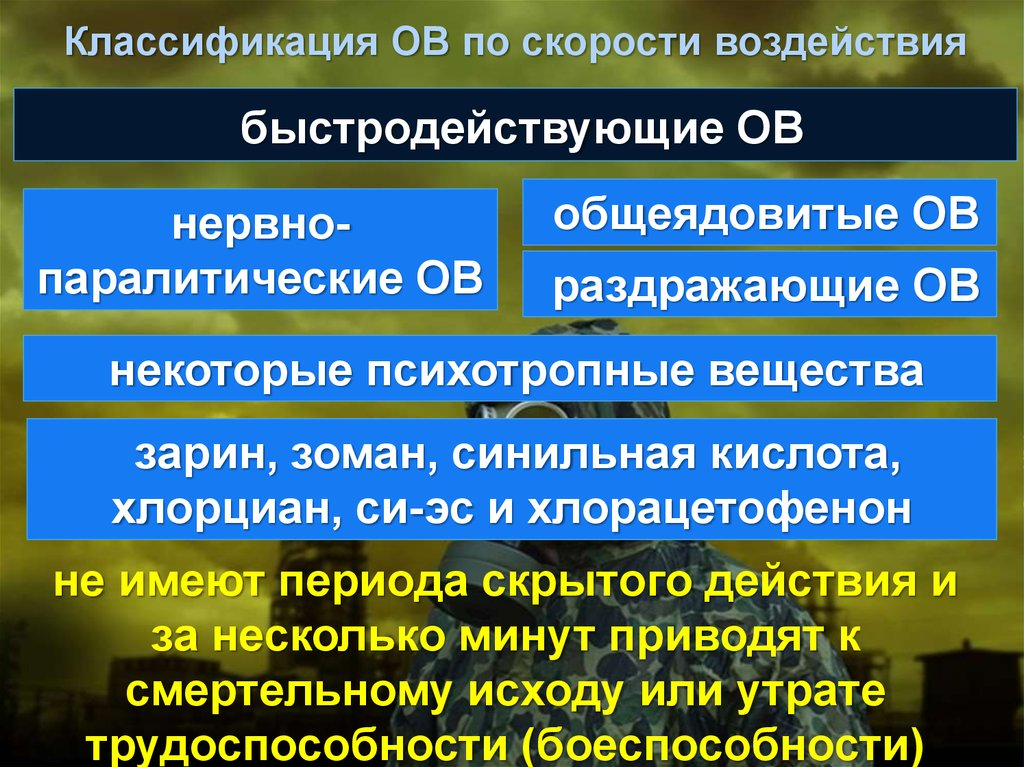 Классификация ОВ по скорости воздействия
быстродействующие ОВ
нервно-
паралитические ОВ
общеядовитые ОВ
раздражающие ОВ
некоторые психотропные вещества
зарин, зоман, синильная кислота,
хлорциан, си-эс и хлорацетофенон
не имеют периода скрытого действия и
за несколько минут приводят к
смертельному исходу или утрате
трудоспособности (боеспособности)